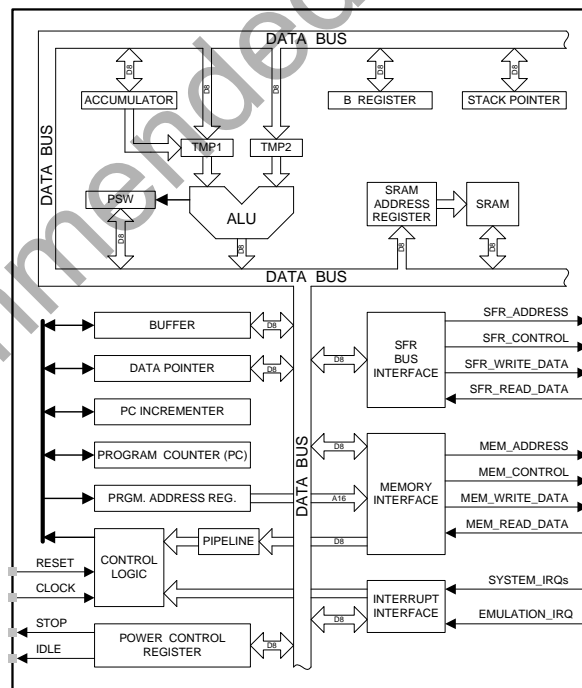 DATA BUS
D8
D8
D8
D8
D8
ACCUMULATOR
B REGISTER
STACK POINTER
DATA BUS
TMP1
TMP2
PSW
ALU
SRAM
ADDRESS
REGISTER
SRAM
D8
D8
D8
D8
DATA BUS
BUFFER
D8
DATA POINTER
D8
PC INCREMENTER
PROGRAM COUNTER (PC)
PRGM. ADDRESS REG.
A16
DATA BUS
D8
SFR
BUS
INTERFACE
SFR_ADDRESS
SFR_CONTROL
SFR_WRITE_DATA
SFR_READ_DATA
D8
MEMORY
INTERFACE
MEM_ADDRESS
MEM_CONTROL
MEM_WRITE_DATA
MEM_READ_DATA
RESET
CLOCK
CONTROL
LOGIC
PIPELINE
D8
STOP
IDLE
POWER CONTROL
REGISTER
D8
D8
INTERRUPT
INTERFACE
SYSTEM_IRQs
EMULATION_IRQ
mmended